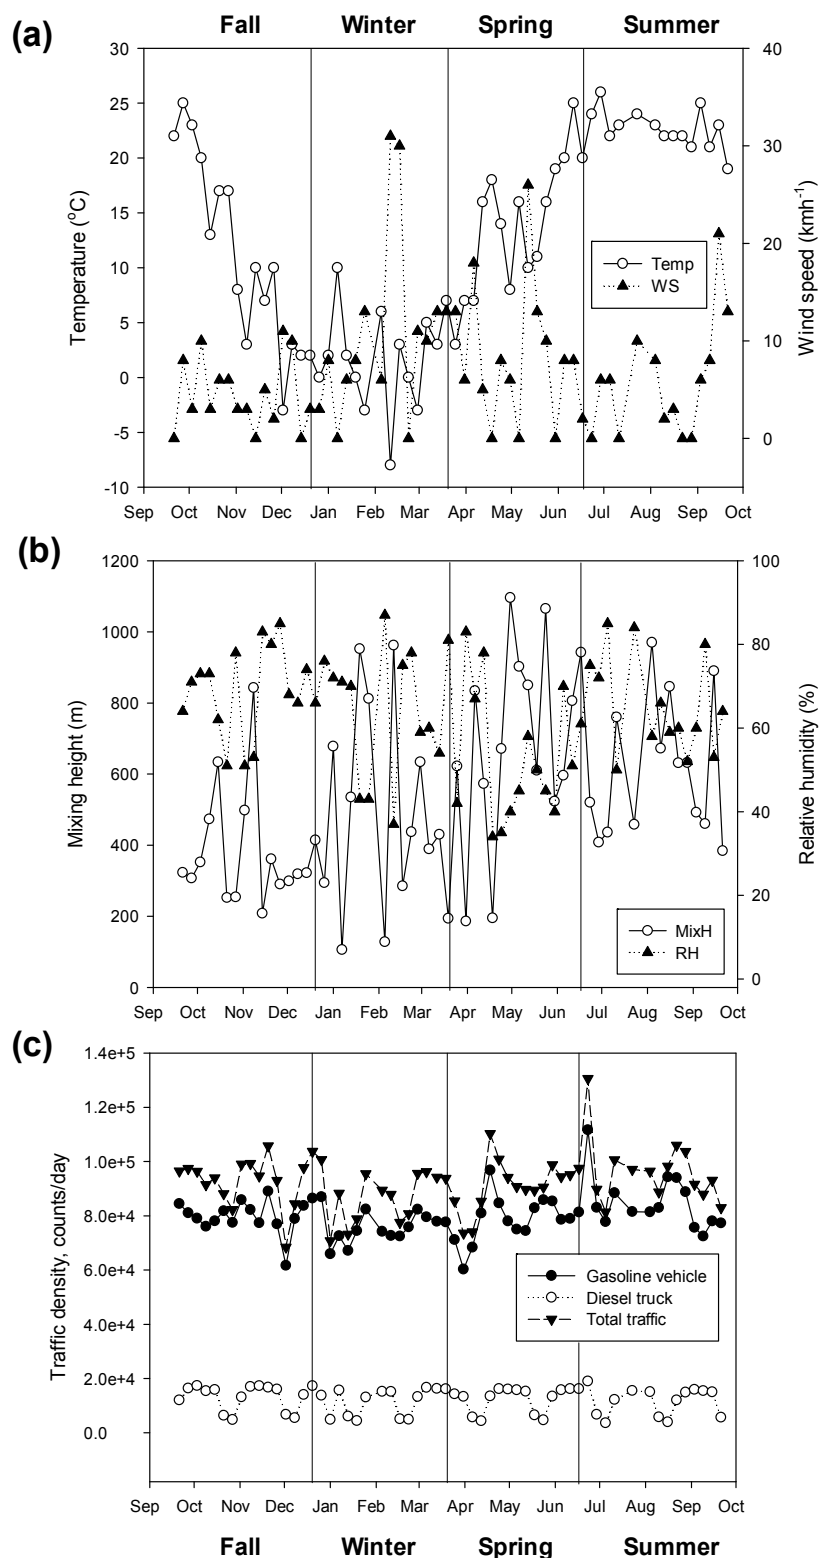 (a)
Fall Winter Spring Summer
30 40
25
30
20
15
20
10
5
10
0
-5
0
-10
Temperature (°C)
Wind speed (kmh-1)
Temp
WS
Sep Oct Nov Dec Jan Feb Mar Apr May Jun Jul Aug Sep Oct
(b)
1200 100
1000
80
800
60
600
40
400
20
200
0
0
Mixing height (m)
Relative humidity (%)
MixH
RH
Sep Oct Nov Dec Jan Feb Mar Apr May Jun Jul Aug Sep Oct
(c)
1.4e+5
1.2e+5
1.0e+5
8.0e+4
6.0e+4
4.0e+4
2.0e+4
0.0
Traffic density, counts/day
Gasoline vehicle
Diesel truck
Total traffic
Sep Oct Nov Dec Jan Feb Mar Apr May Jun Jul Aug Sep Oct
Fall Winter Spring Summer